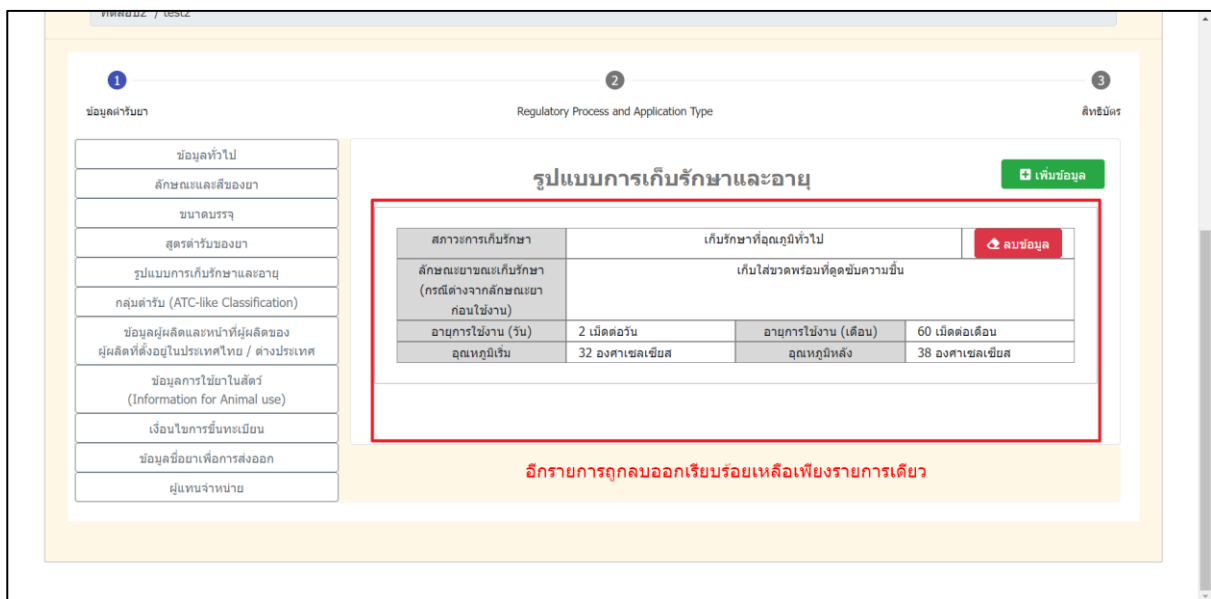 ทดสอบ2 / test2
1
2
3
ข้อมูลตำรับยา
Regulatory Process and Application Type
สิทธิบัตร
ข้อมูลทั่วไป
ลักษณะและสีของยา
ขนาดบรรจุ
สูตรตำรับของยา
รูปแบบการเก็บรักษาและอายุ
กลุ่มตำรับ (ATC-like Classification)
ข้อมูลผู้ผลิตและหน้าที่ผู้ผลิตของ
ผู้ผลิตที่ตั้งอยู่ในประเทศไทย / ต่างประเทศ
ข้อมูลการใช้ยาในสัตว์
(Information for Animal use)
เงื่อนไขการขึ้นทะเบียน
ข้อมูลชื่อยาเพื่อการส่งออก
ผู้แทนจำหน่าย
รูปแบบการเก็บรักษาและอายุ
เพิ่มข้อมูล
สภาวะการเก็บรักษา
เก็บรักษาที่อุณภูมิทั่วไป
ลบข้อมูล
ลักษณะยาขณะเก็บรักษา
(กรณีต่างจากลักษณะยา
ก่อนใช้งาน)
เก็บใส่ขวดพร้อมที่ดูดซับความชื้น
อายุการใช้งาน (วัน)
2 เม็ดต่อวัน
อายุการใช้งาน (เดือน)
60 เม็ดต่อเดือน
อุณหภูมิเริ่ม
32 องศาเซลเซียส
อุณหภูมิหลัง
38 องศาเซลเซียส
อีกรายการถูกลบออกเรียบร้อยเหลือเพียงรายการเดียว